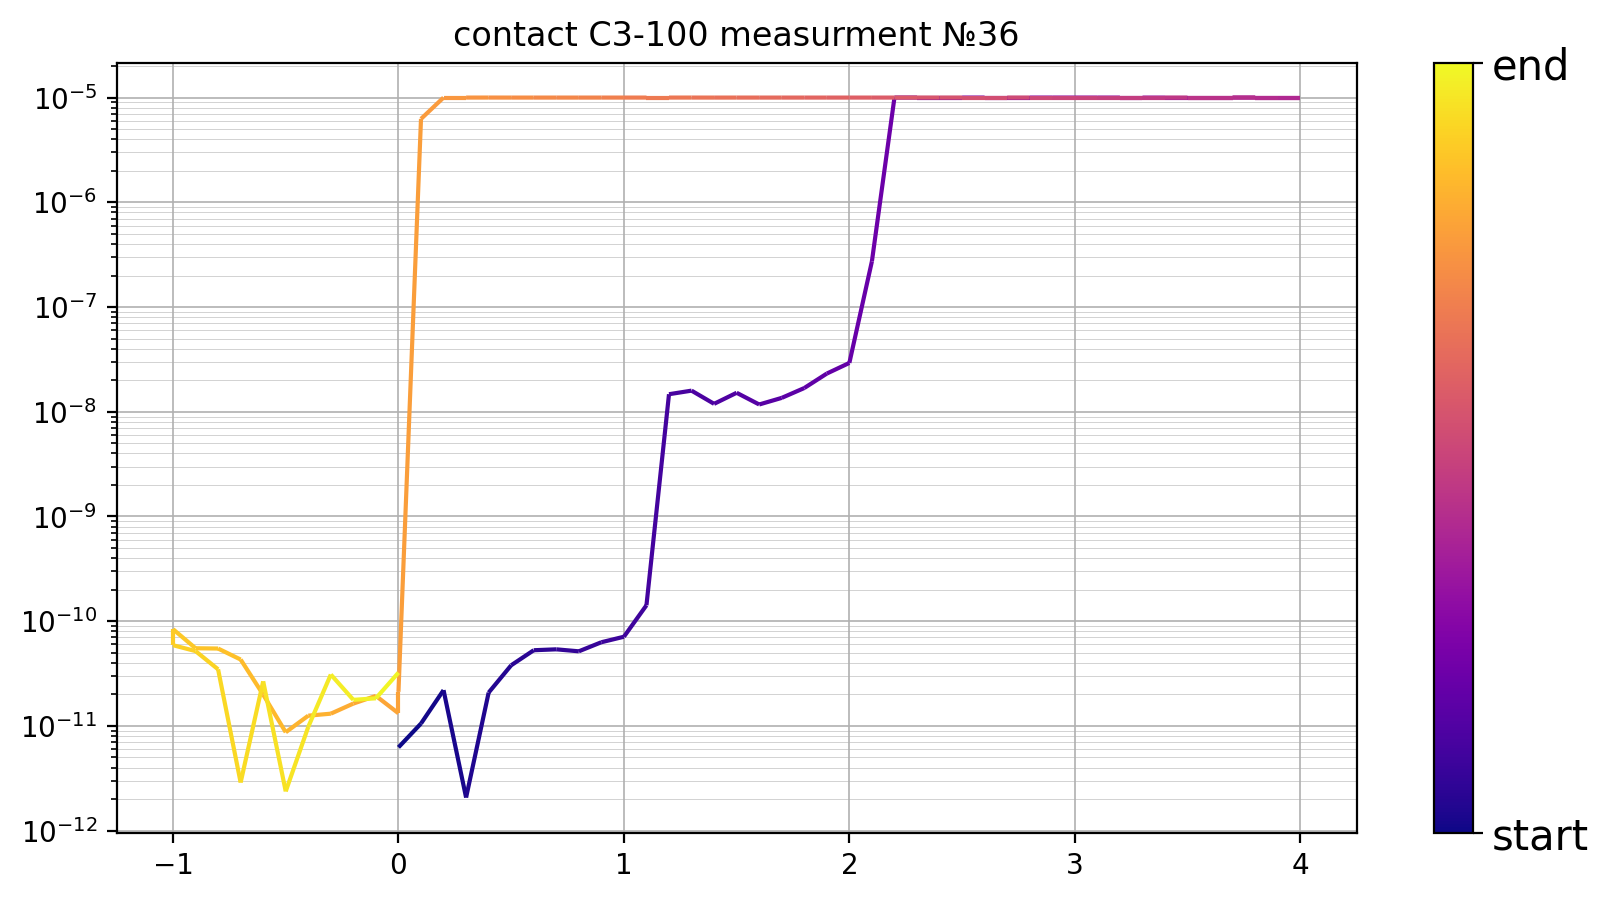 contact C3-100 measurment №36
10⁻⁵
10⁻⁶
10⁻⁷
10⁻⁸
10⁻⁹
10⁻¹⁰
10⁻¹¹
10⁻¹²
−1 0 1 2 3 4
end
start